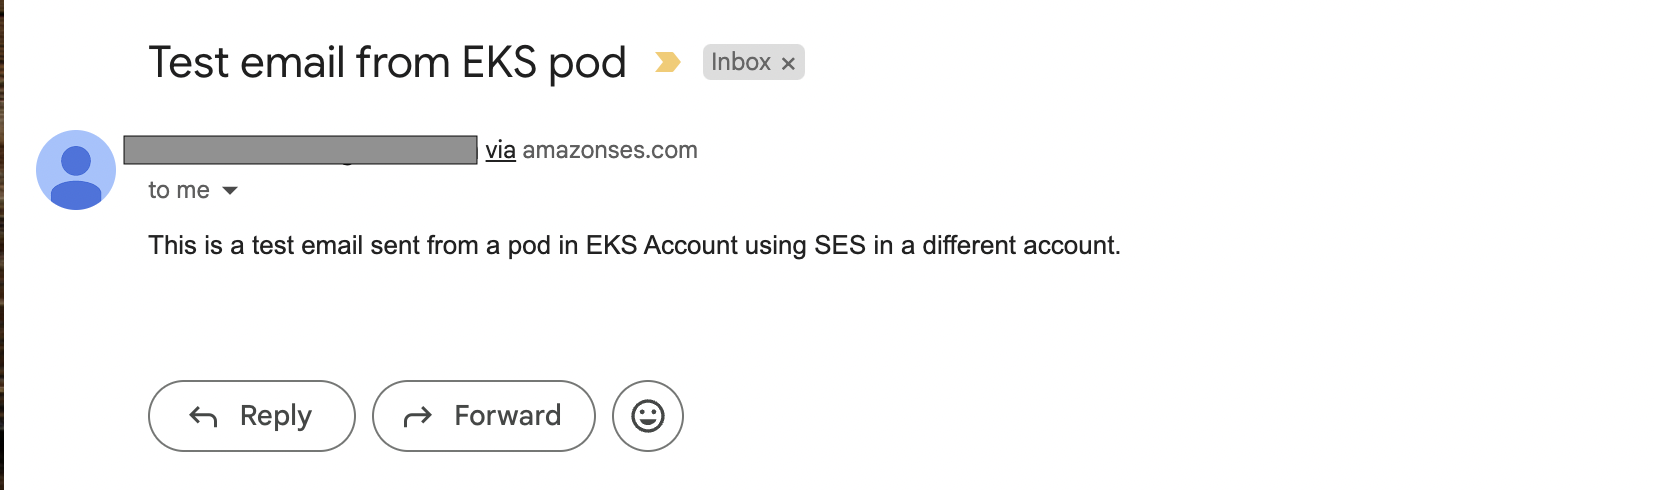 Test email from EKS pod Inbox ×
via amazonses.com
to me
This is a test email sent from a pod in EKS Account using SES in a different account.
Reply Forward